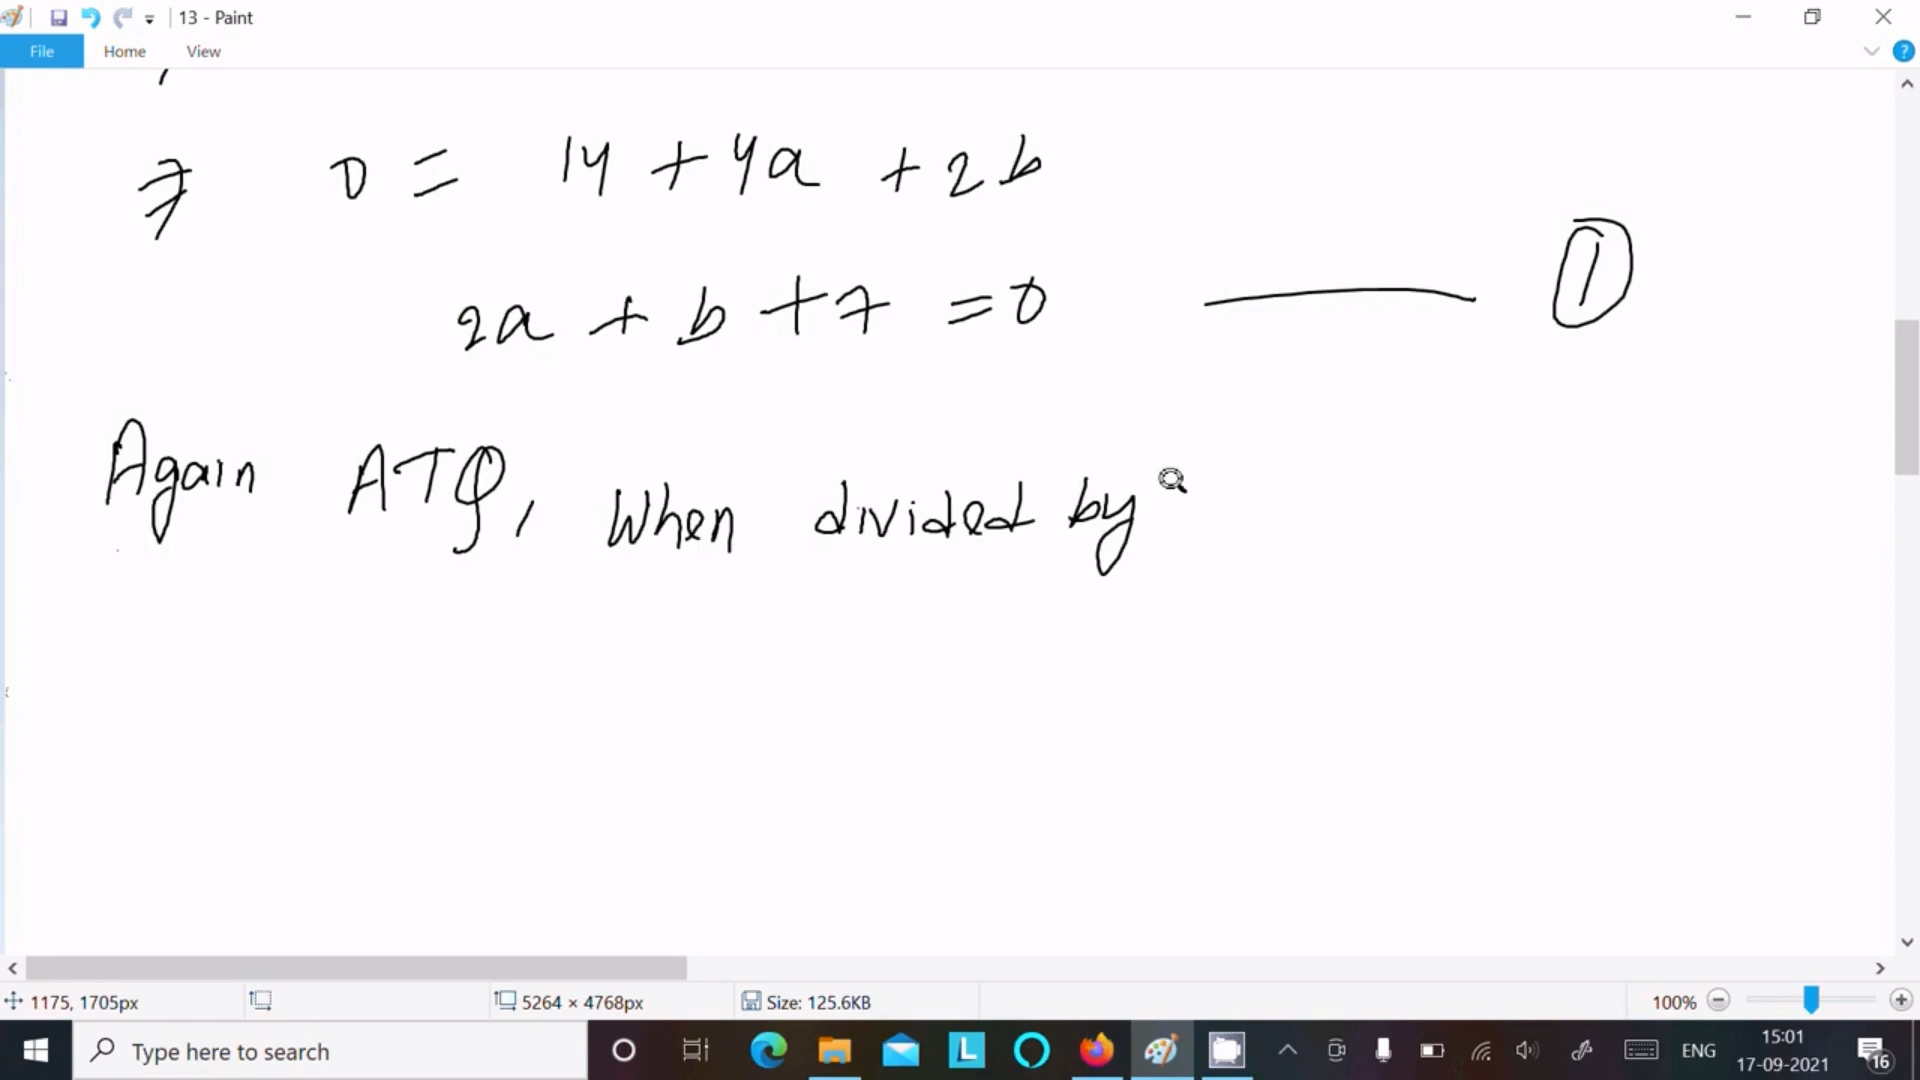 13 - Paint
File Home View
⇒ 0 = 14 + 4a + 2b
2a + b + 7 = 0 ——— ①
Again ATQ, When divided by
1175, 1705px 5264 × 4768px Size: 125.6KB 100%
Type here to search L ENG 15:01
17-09-2021 16